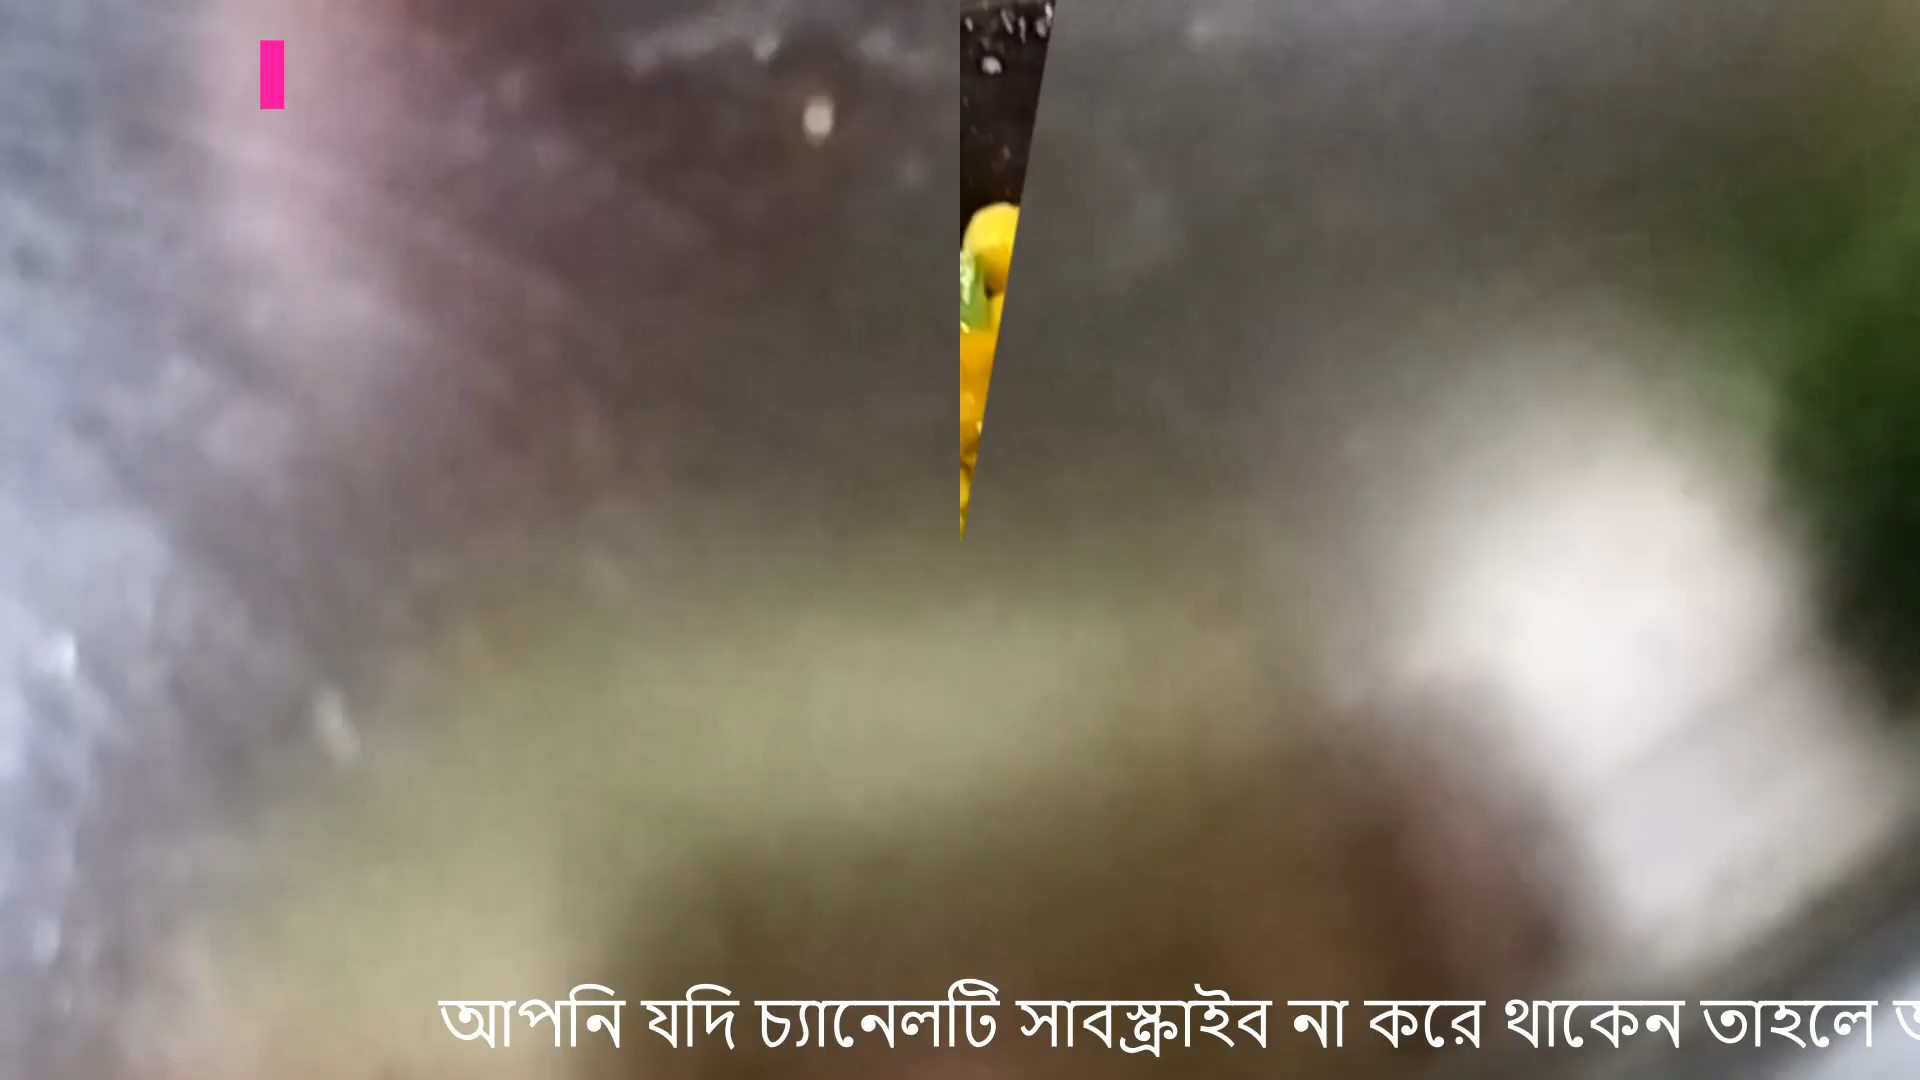 আপনি যদি চ্যানেলটি সাবস্ক্রাইব না করে থাকেন তাহলে